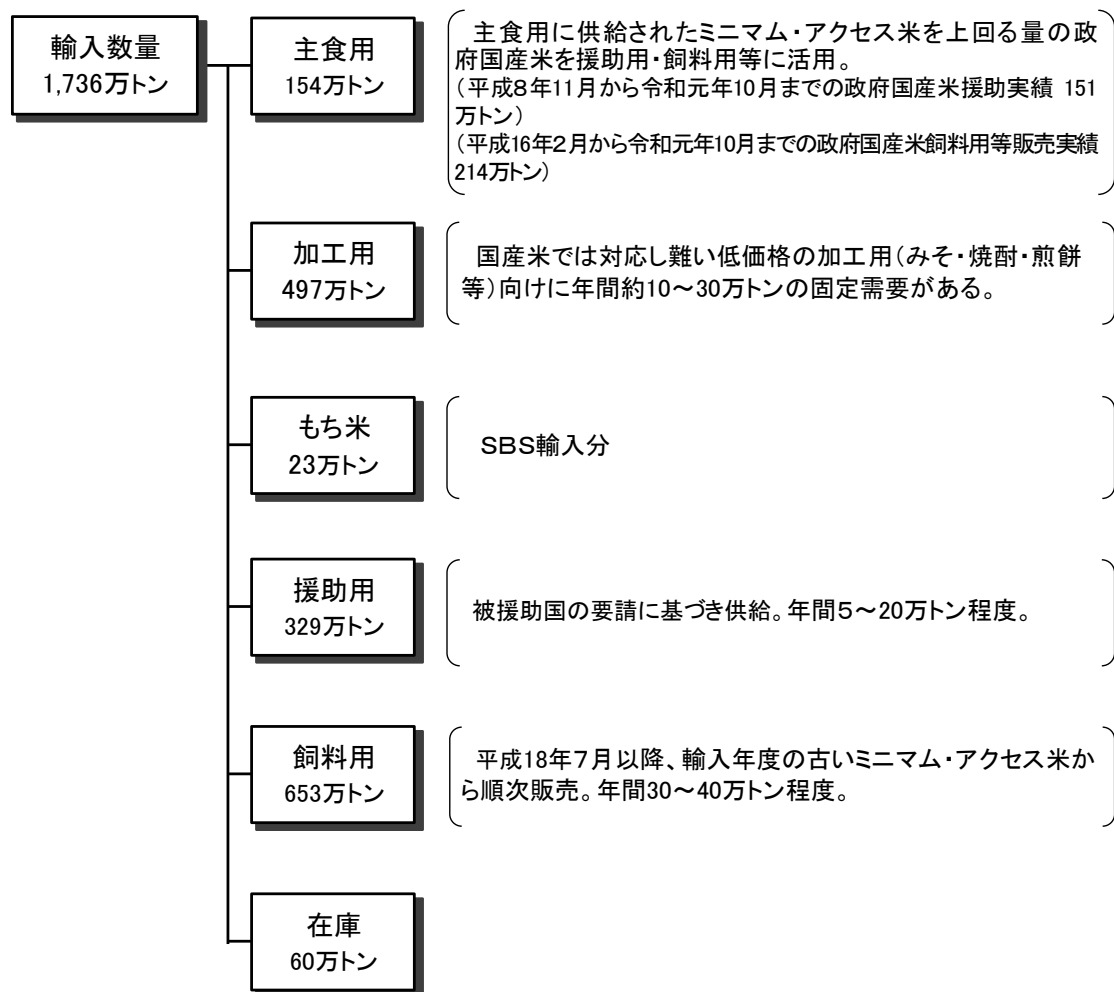 輸入数量
1,736万トン
主食用
154万トン
主食用に供給されたミニマム・アクセス米を上回る量の政
府国産米を援助用・飼料用等に活用。
(平成８年11月から令和元年10月までの政府国産米援助実績 151
万トン)
(平成16年２月から令和元年10月までの政府国産米飼料用等販売実績
214万トン)
加工用
497万トン
国産米では対応し難い低価格の加工用(みそ・焼酎・煎餅
等)向けに年間約10～30万トンの固定需要がある。
もち米
23万トン
ＳＢＳ輸入分
援助用
329万トン
被援助国の要請に基づき供給。年間５～20万トン程度。
飼料用
653万トン
平成18年７月以降、輸入年度の古いミニマム・アクセス米か
ら順次販売。年間30～40万トン程度。
在庫
60万トン